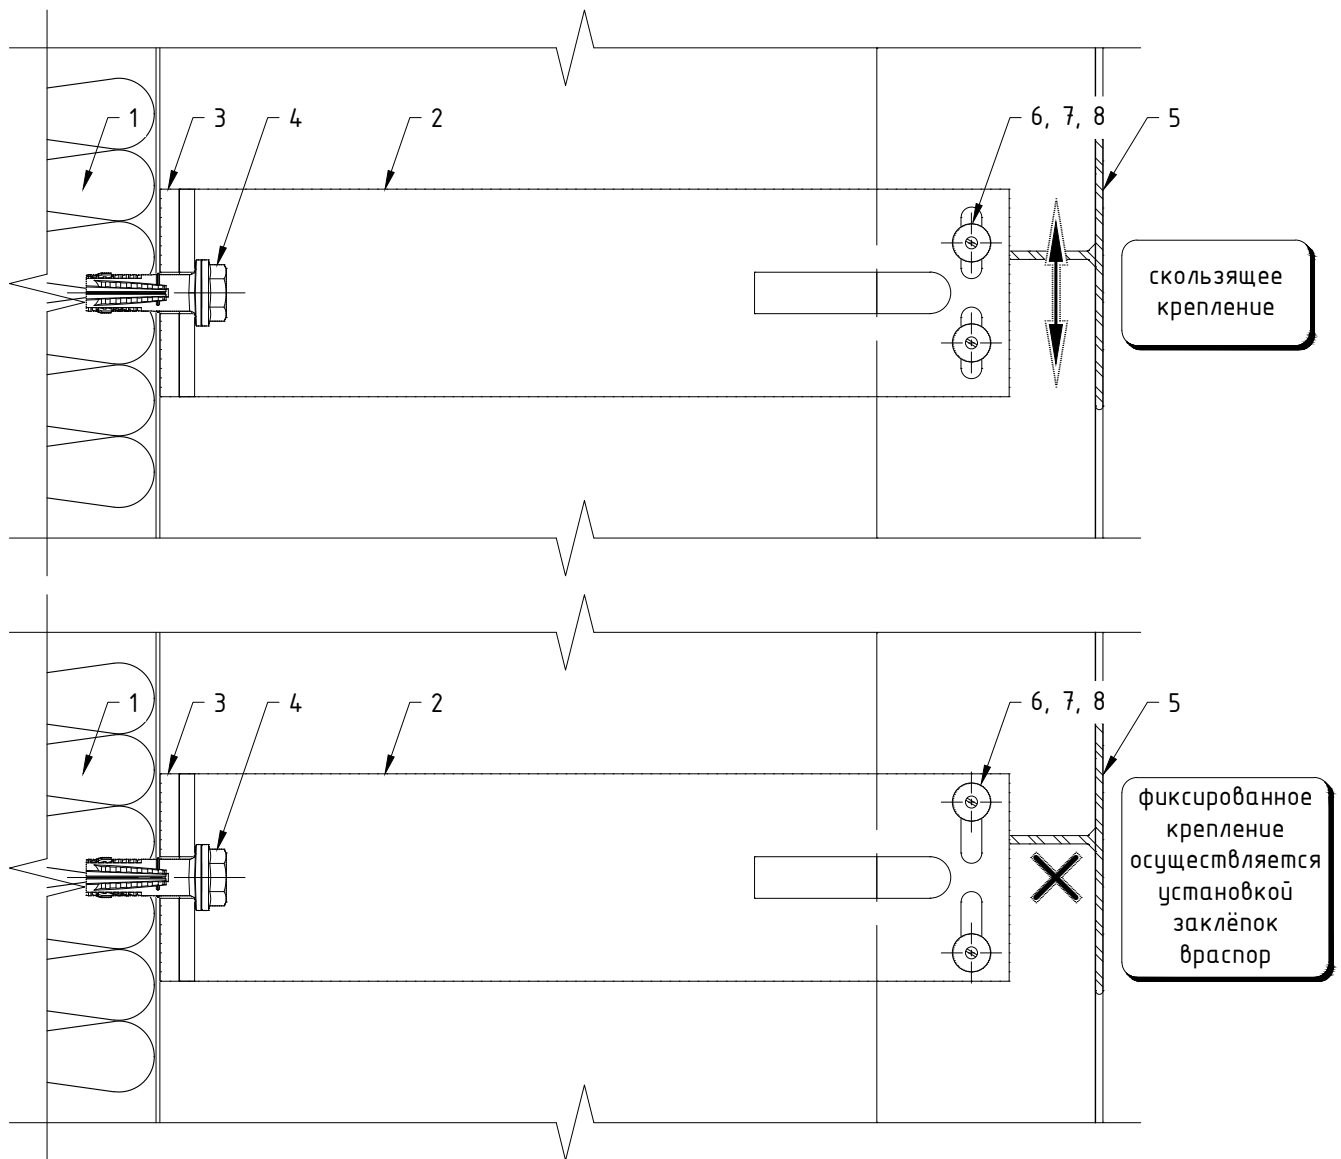 1
3
4
2
6, 7, 8
5
скользящее
крепление
1
3
4
2
6, 7, 8
5
фиксированное
крепление
осуществляется
установкой
заклёпок
враспор